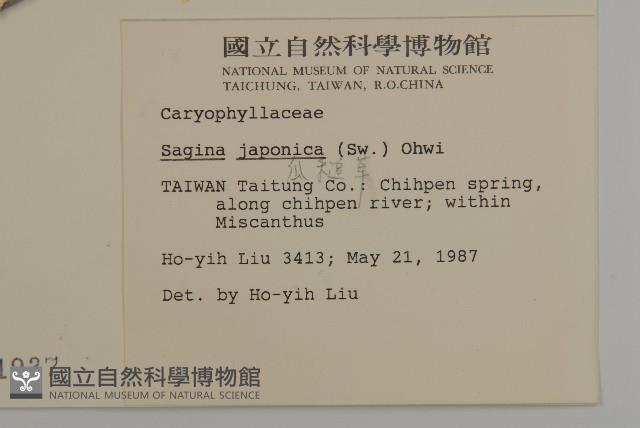 國立自然科學博物館
NATIONAL MUSEUM OF NATURAL SCIENCE
TAICHUNG, TAIWAN, R.O.CHINA
Caryophyllaceae
Sagina japonica (Sw.) Ohwi
瓜槌草
TAIWAN Taitung Co.: Chihpen spring,
along chihpen river; within
Miscanthus
Ho-yih Liu 3413; May 21, 1987
Det. by Ho-yih Liu
國立自然科學博物館
NATIONAL MUSEUM OF NATURAL SCIENCE